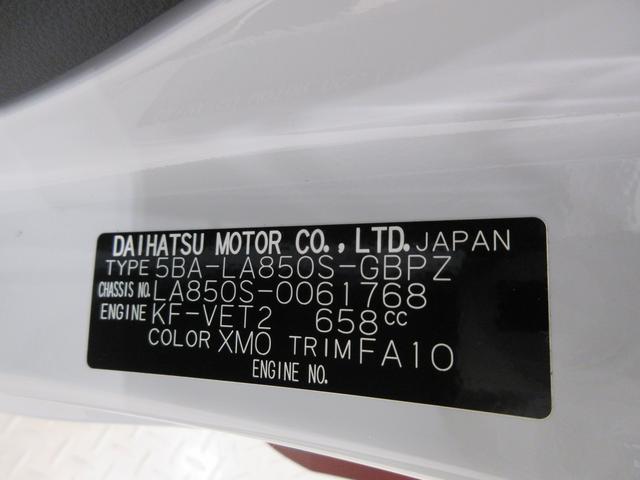 DAIHATSU MOTOR CO., LTD. JAPAN
TYPE 5BA-LA850S-GBPZ
CHASSIS NO. LA850S-0061768
ENGINE KF-VET2 658cc
COLOR XM0 TRIM FA10
ENGINE NO.